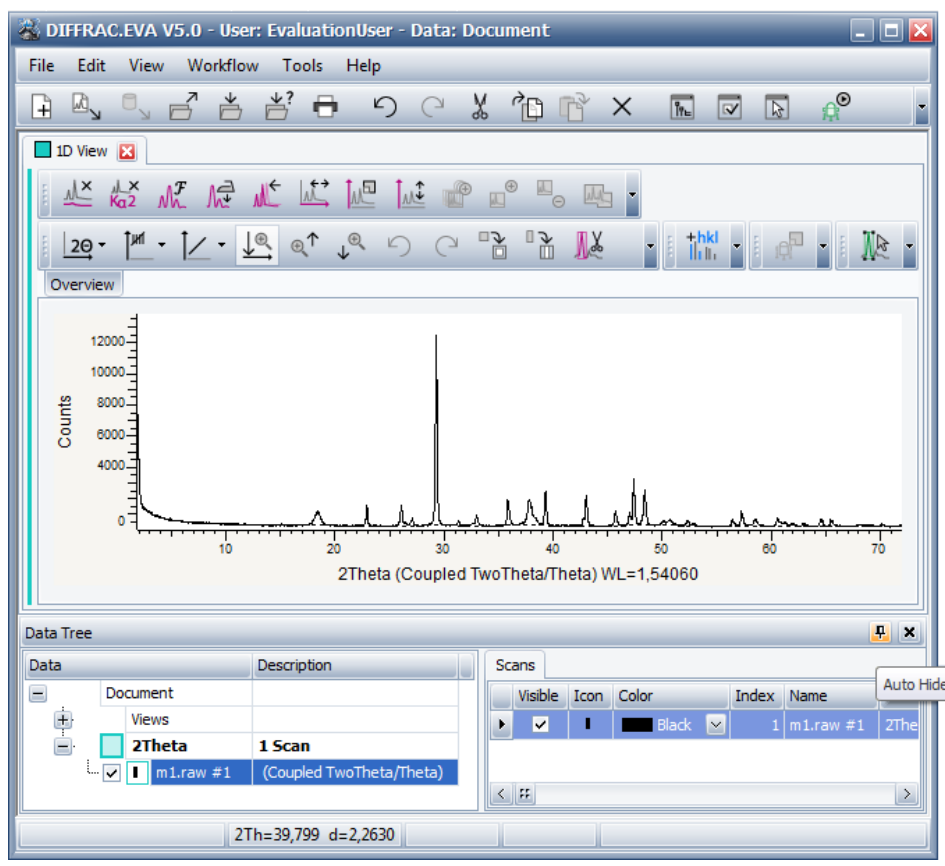 DIFFRAC.EVA V5.0 - User: EvaluationUser - Data: Document
File Edit View Workflow Tools Help
1D View
Kα2 F
2θ +hkl
Overview
12000
10000
8000
6000
4000
0
Counts
10 20 30 40 50 60 70
2Theta (Coupled TwoTheta/Theta) WL=1,54060
Data Tree
Auto Hide
Data Description
Document
Views
2Theta 1 Scan
m1.raw #1 (Coupled TwoTheta/Theta)
Scans
Visible Icon Color Index Name
Black 1 m1.raw #1 2The
2Th=39,799 d=2,2630